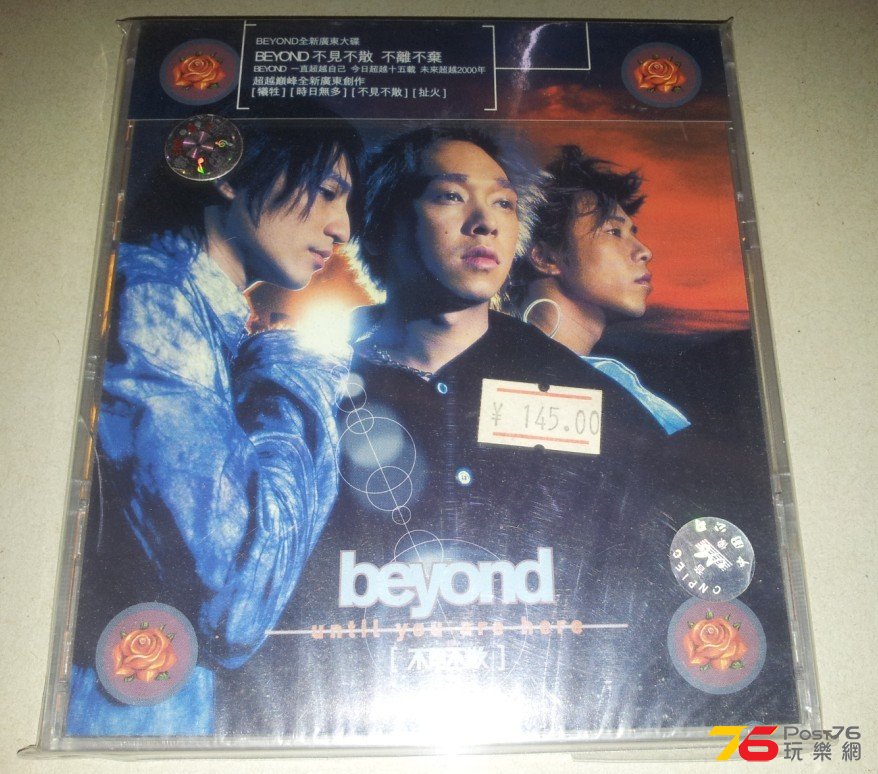 BEYOND全新廣東大碟
BEYOND 不見不散 不離不棄
BEYOND 一直超越自己 今日超越十五載 未來超越2000年
超越巔峰全新廣東創作
[犧牲][時日無多][不見不散][扯火]
¥ 145.00
CNPIEC
beyond
until you are here
[不見不散]
76 POST76
玩樂網